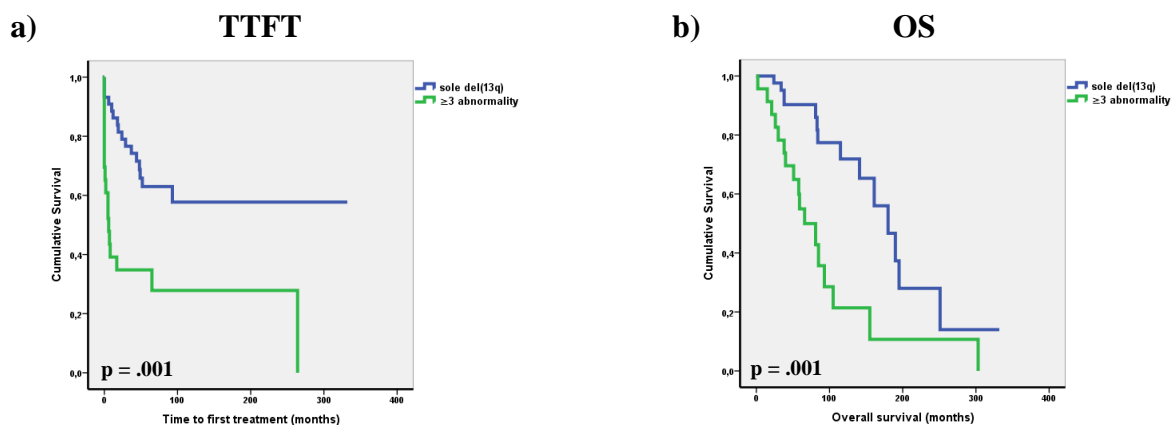 a) TTFT
Cumulative Survival
1,0
0,8
0,6
0,4
0,2
0,0
p = .001
0 100 200 300 400
Time to first treatment (months)
sole del(13q)
≥3 abnormality
b) OS
Cumulative Survival
1,0
0,8
0,6
0,4
0,2
0,0
p = .001
0 100 200 300 400
Overall survival (months)
sole del(13q)
≥3 abnormality